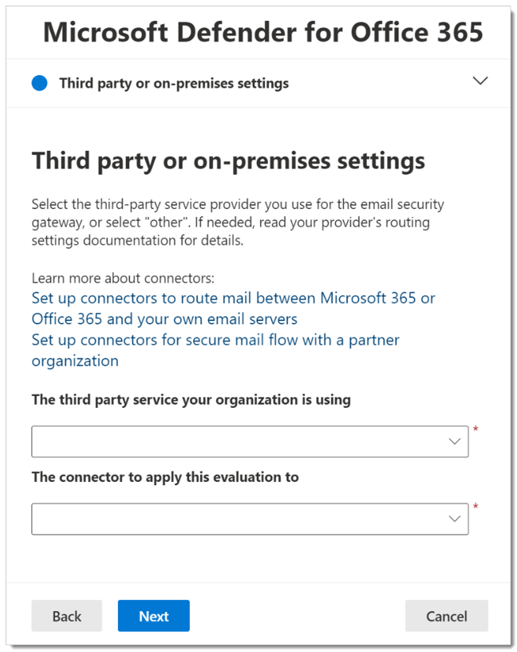 Microsoft Defender for Office 365
Third party or on-premises settings
Third party or on-premises settings
Select the third-party service provider you use for the email security
gateway, or select "other". If needed, read your provider's routing
settings documentation for details.
Learn more about connectors:
Set up connectors to route mail between Microsoft 365 or
Office 365 and your own email servers
Set up connectors for secure mail flow with a partner
organization
The third party service your organization is using
*
The connector to apply this evaluation to
*
Back Next Cancel